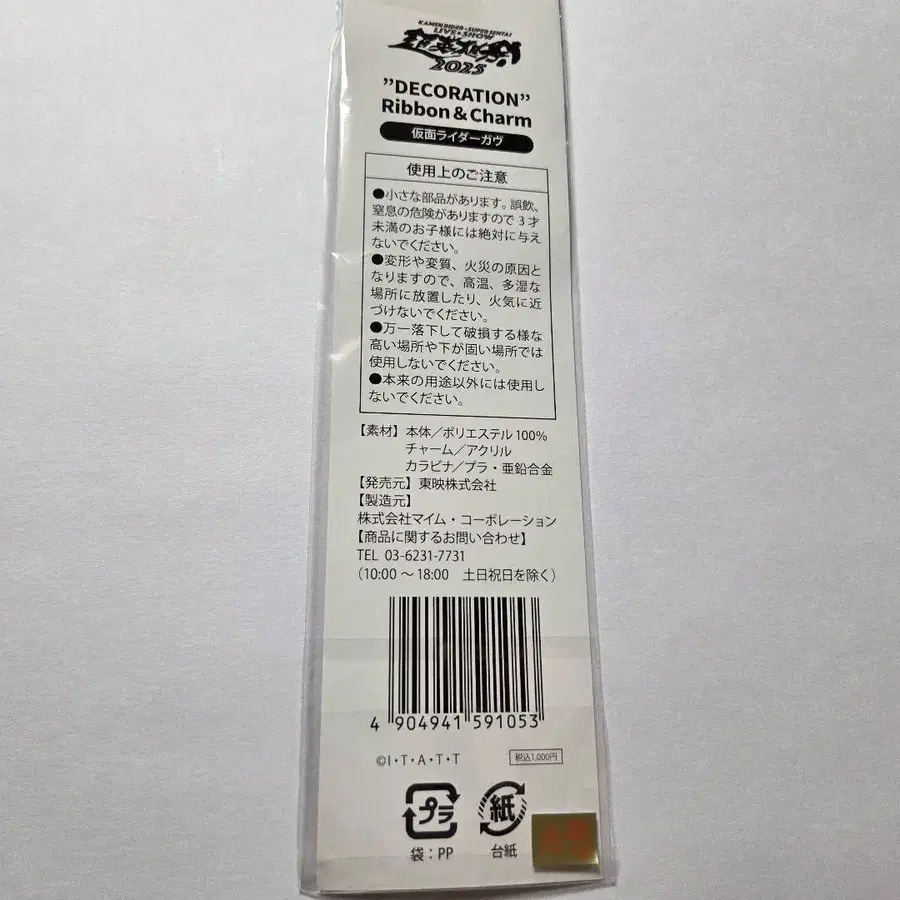 KAMEN RIDER・SUPER SENTAI
LIVE & SHOW
超英雄祭
2025
”DECORATION”
Ribbon & Charm
仮面ライダーガヴ
使用上のご注意
●小さな部品があります。誤飲、
窒息の危険がありますので3才
未満のお子様には絶対に与え
ないでください。
●変形や変質、火災の原因と
なりますので、高温、多湿な
場所に放置したり、火気に近
づけないでください。
●万一落下して破損する様な
高い場所や下が固い場所では
使用しないでください。
●本来の用途以外には使用し
ないでください。
【素材】 本体／ポリエステル100%
チャーム／アクリル
カラビナ／プラ・亜鉛合金
【発売元】 東映株式会社
【製造元】
株式会社マイム・コーポレーション
【商品に関するお問い合わせ】
TEL 03-6231-7731
（10:00 ～ 18:00 土日祝日を除く）
4 904941 591053
©I・T・A・T・T
税込1,000円
プラ
紙
袋：PP
台紙